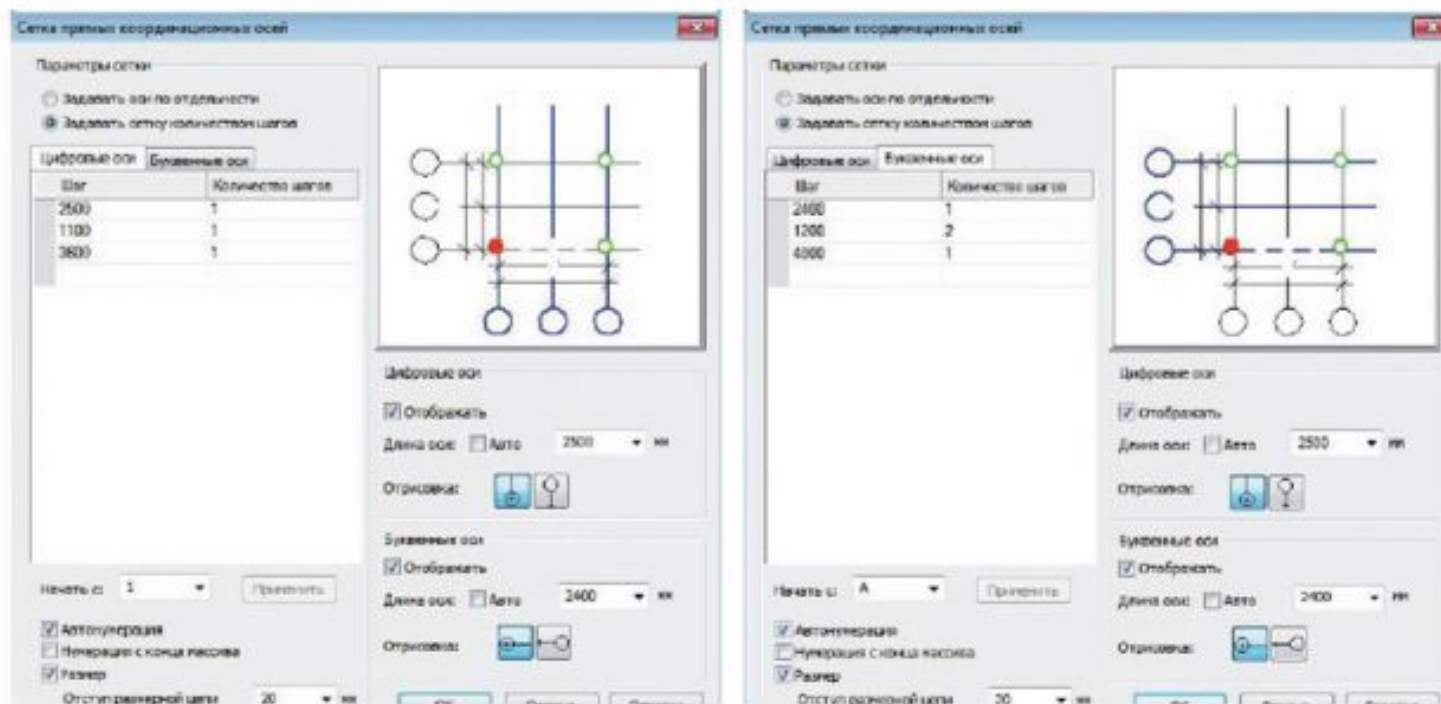 Сетка прямых координационных осей
Параметры сетки
Задавать оси по отдельности
Задавать сетку количеством шагов
Цифровые оси Буквенные оси
Шаг Количество шагов
2500 1
1100 1
3800 1
Цифровые оси
Отображать
Длина оси: Авто 2500 мм
Отрисовка:
Буквенные оси
Отображать
Длина оси: Авто 2400 мм
Отрисовка:
Начать с: 1 Применить
Автонумерация
Нумерация с конца массива
Размер
Отступ размерной цепи 20 мм
Сетка прямых координационных осей
Параметры сетки
Задавать оси по отдельности
Задавать сетку количеством шагов
Цифровые оси Буквенные оси
Шаг Количество шагов
2400 1
1200 2
1
Цифровые оси
Отображать
Длина оси: Авто 2500 мм
Отрисовка:
Буквенные оси
Отображать
Длина оси: Авто 2400 мм
Отрисовка:
Начать с: А Применить
Автонумерация
Нумерация с конца массива
Размер
Отступ размерной цепи 20 мм